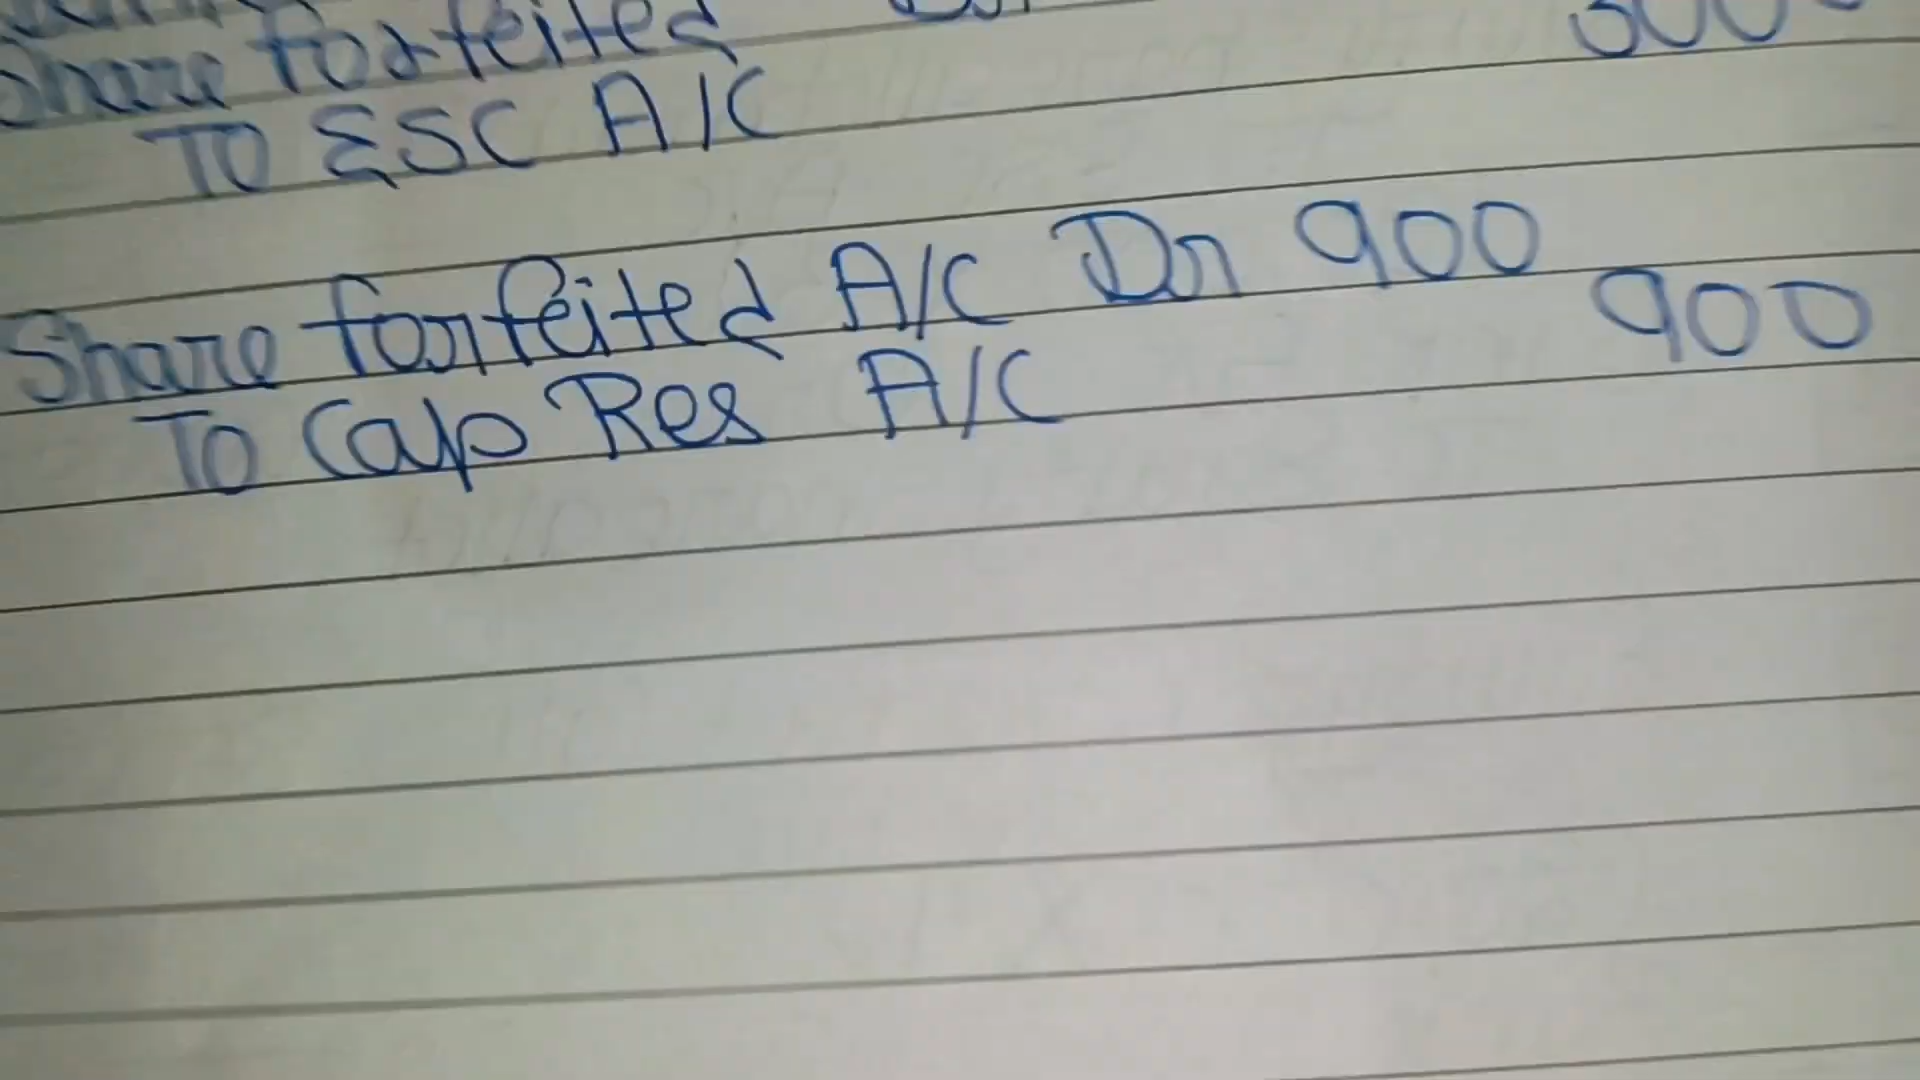 Share forfeited
To ESC A/C
Share forfeited A/C Dr 900
To Cap Res A/C 900